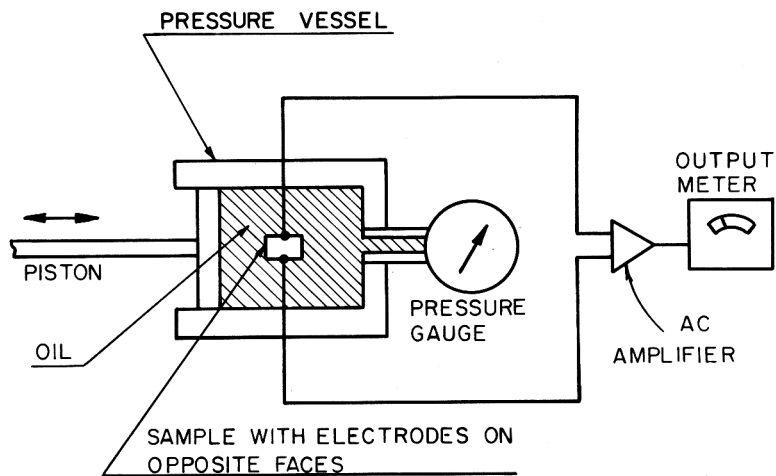 PRESSURE VESSEL
OUTPUT
METER
PISTON
PRESSURE
GAUGE
OIL
AC
AMPLIFIER
SAMPLE WITH ELECTRODES ON
OPPOSITE FACES